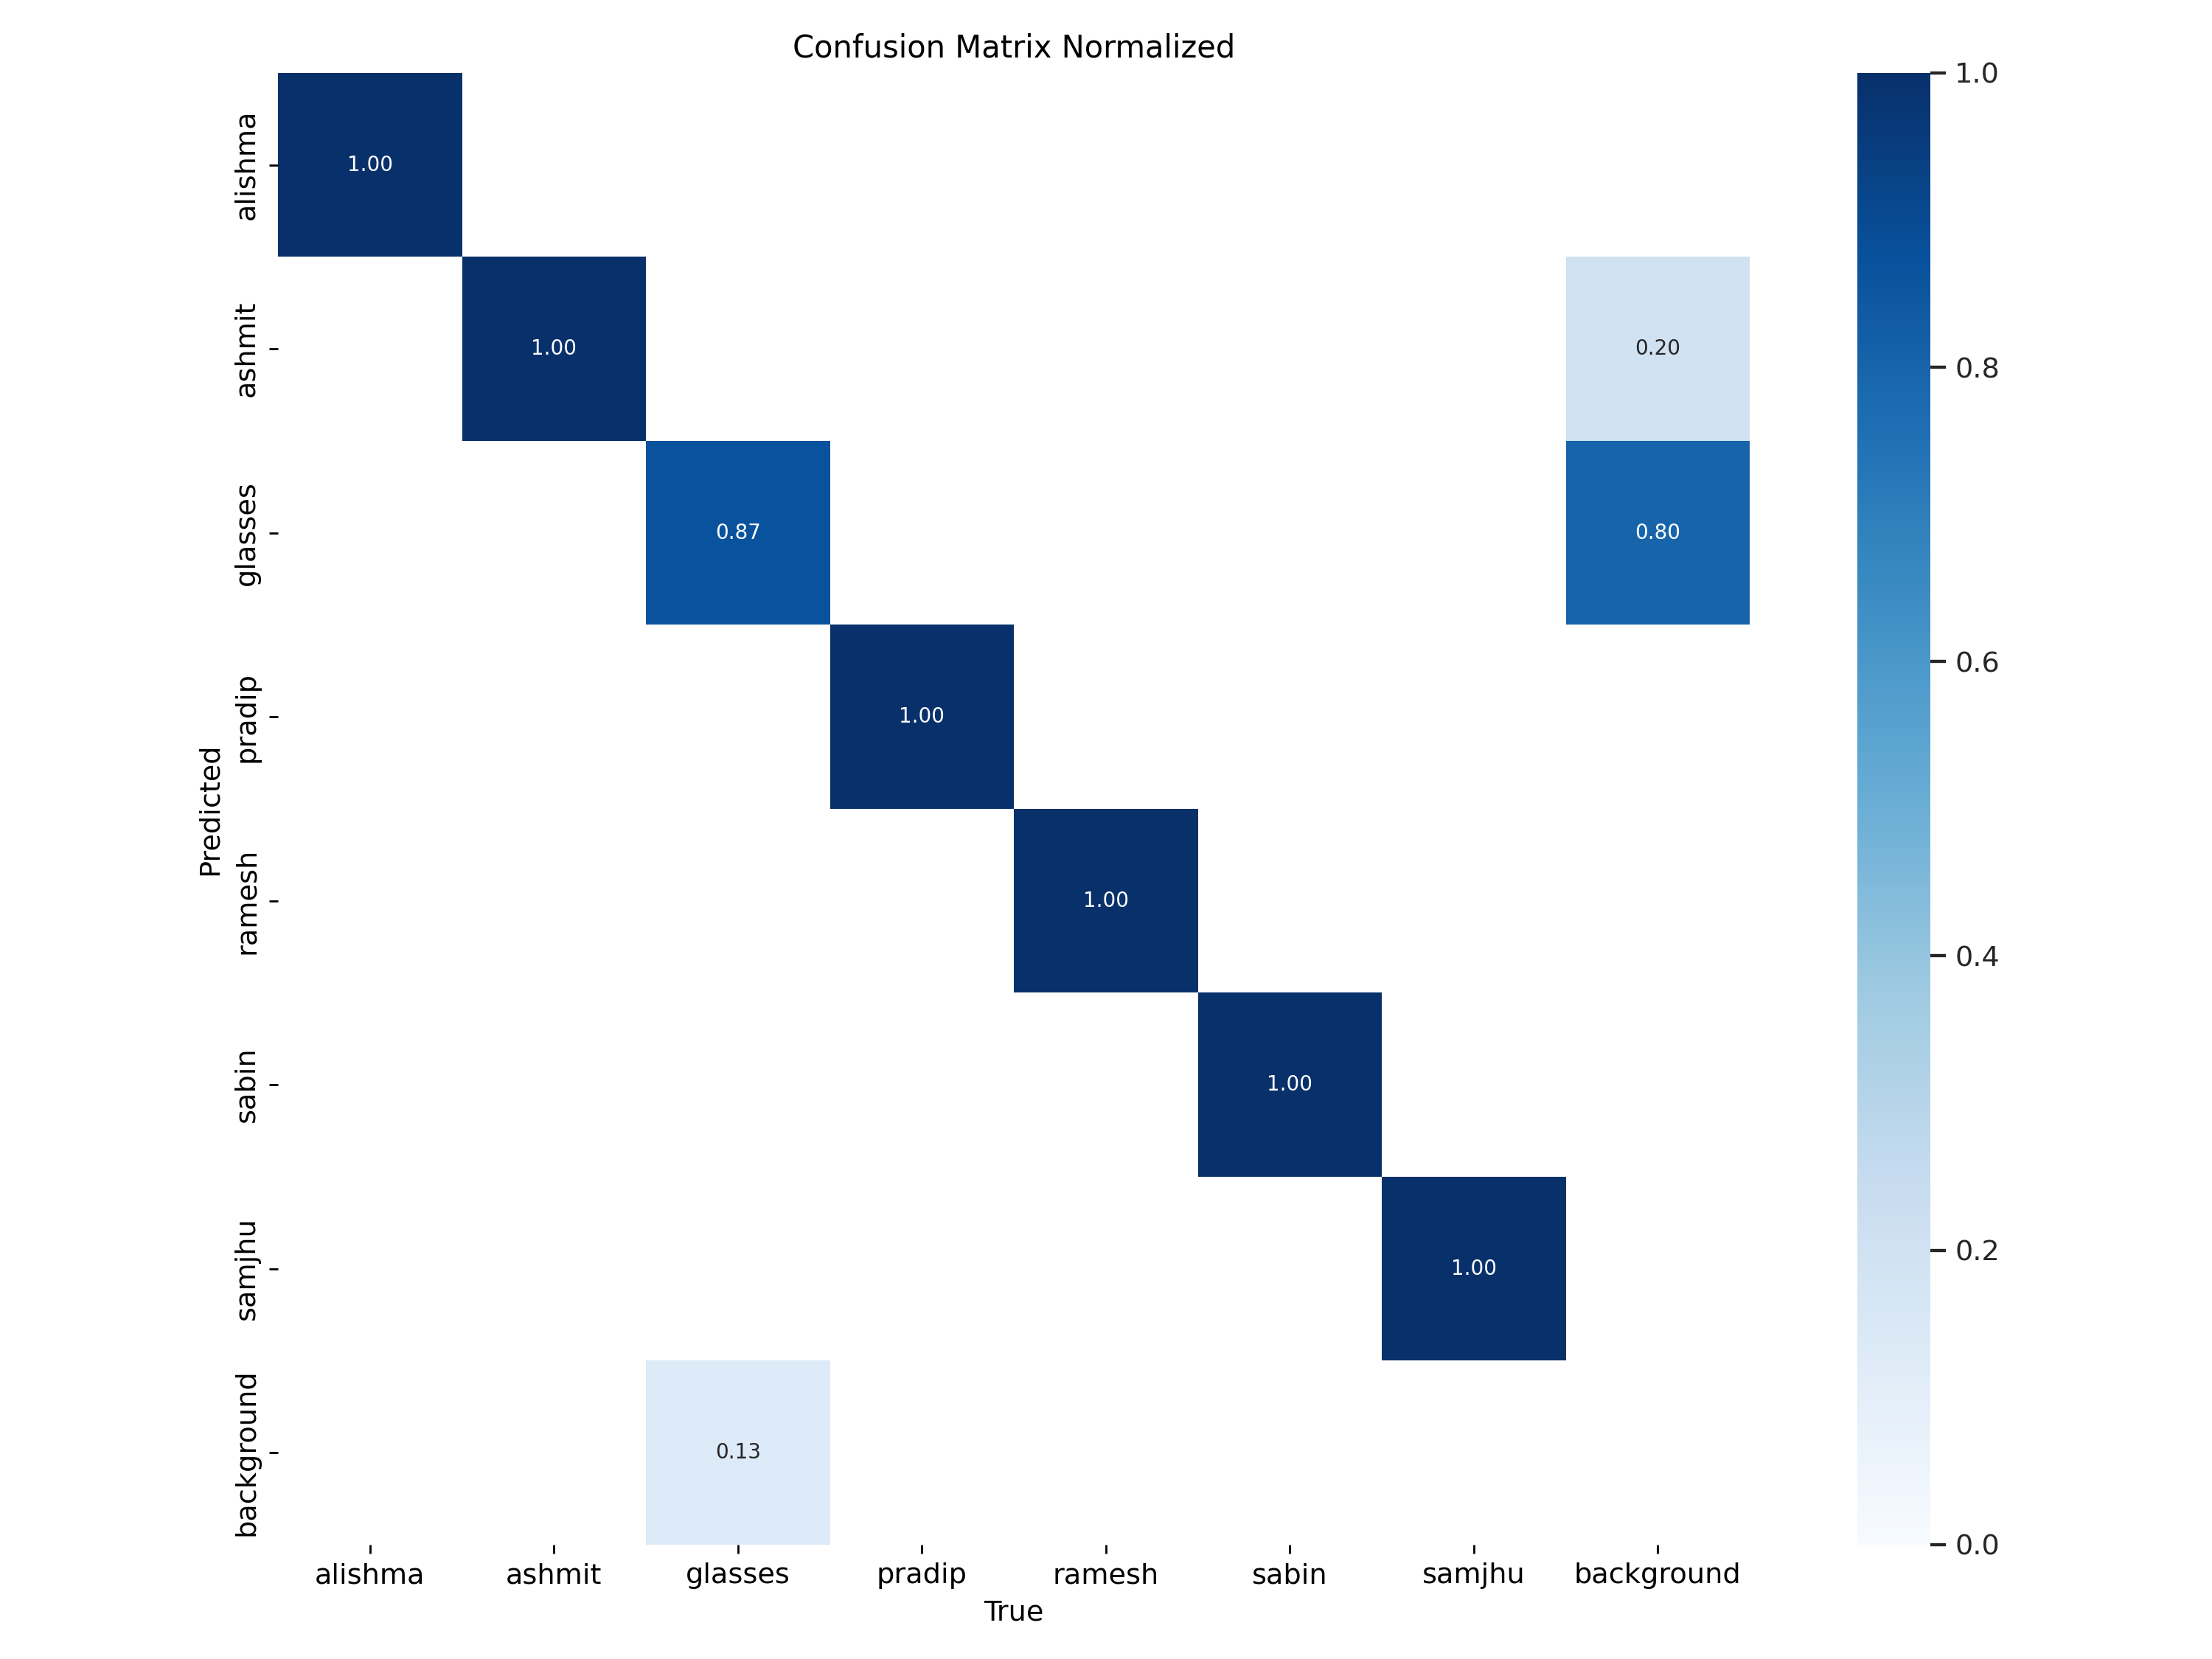 Confusion Matrix Normalized
alishma
1.00
ashmit
1.00
0.20
glasses
0.87
0.80
pradip
1.00
ramesh
1.00
sabin
1.00
samjhu
1.00
background
0.13
Predicted
alishma ashmit glasses pradip ramesh sabin samjhu background
True
1.0
0.8
0.6
0.4
0.2
0.0